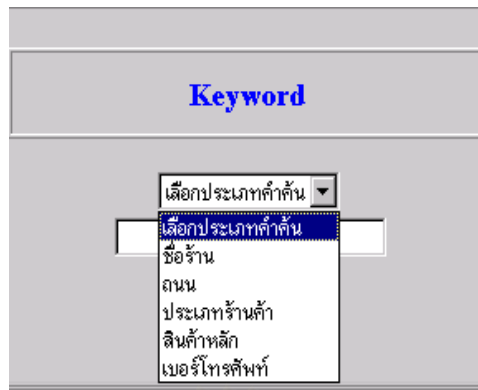 Keyword
เลือกประเภทคำค้น
เลือกประเภทคำค้น
ชื่อร้าน
ถนน
ประเภทร้านค้า
สินค้าหลัก
เบอร์โทรศัพท์